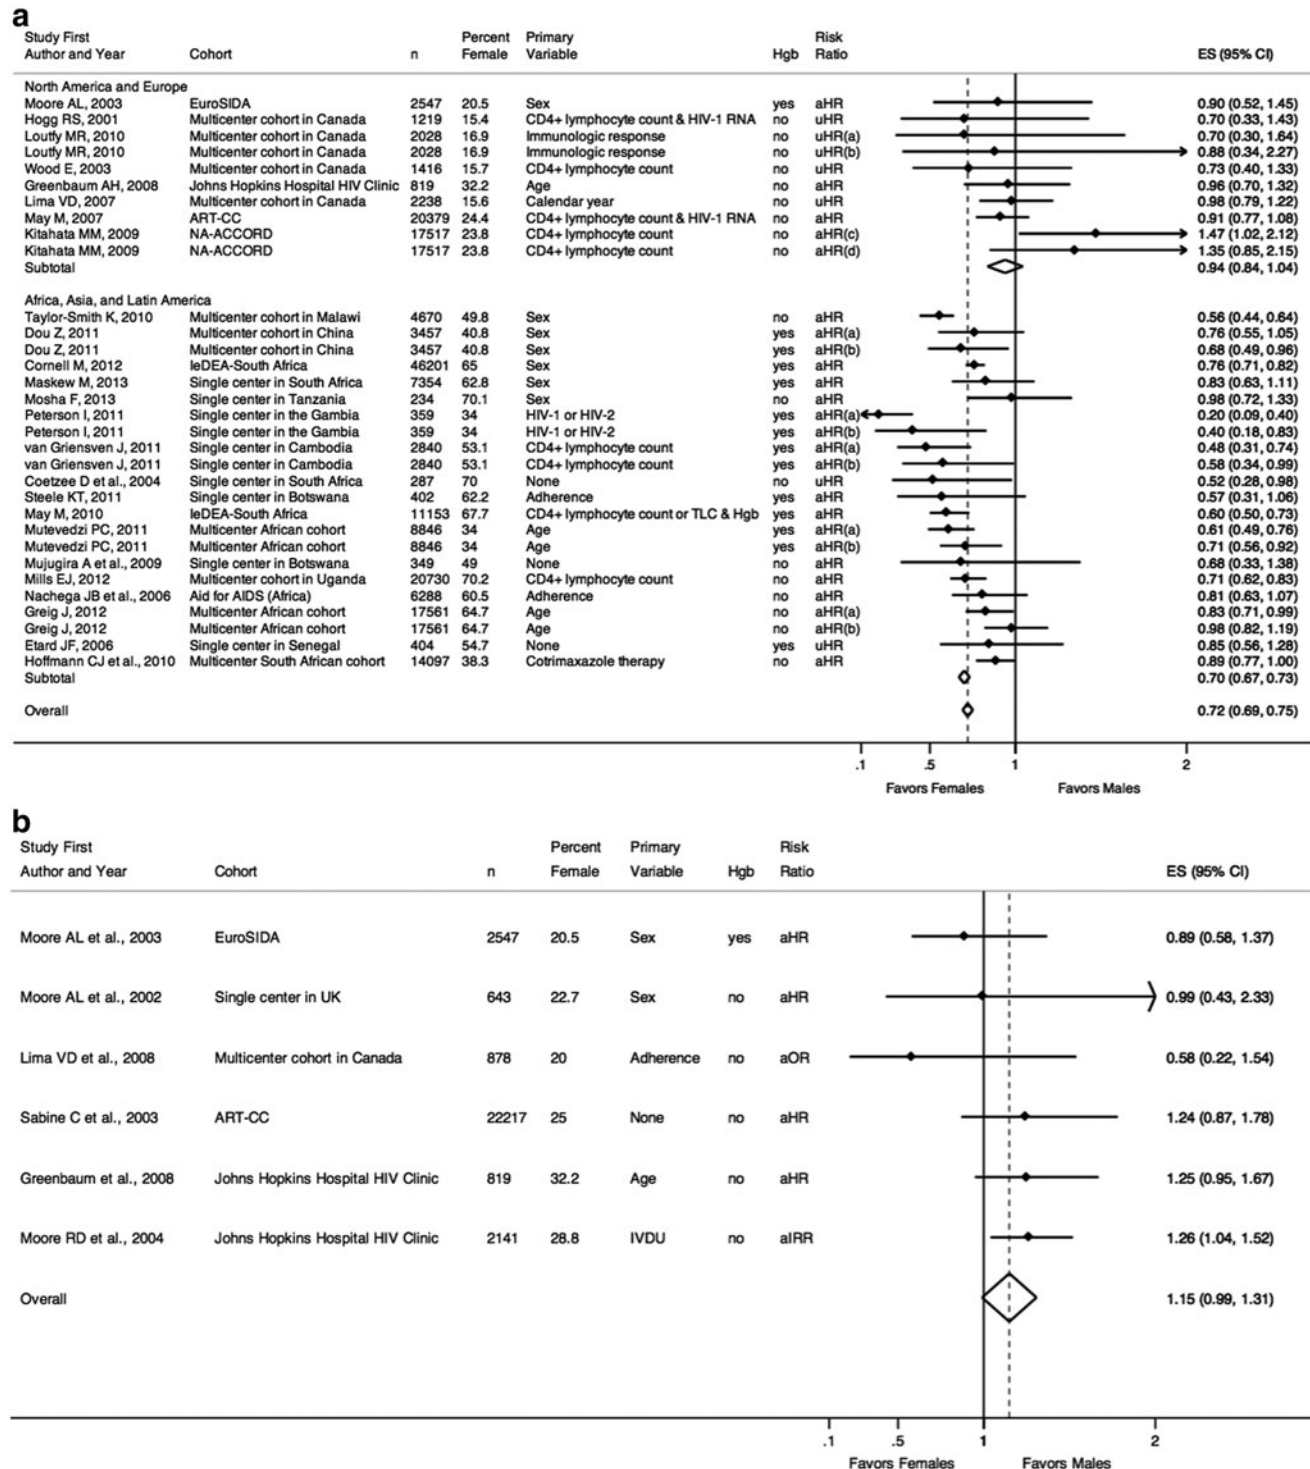 a
Study First Percent Primary Risk
Author and Year Cohort n Female Variable Hgb Ratio ES (95% CI)
North America and Europe
Moore AL, 2003 EuroSIDA 2547 20.5 Sex yes aHR 0.90 (0.52, 1.45)
Hogg RS, 2001 Multicenter cohort in Canada 1219 15.4 CD4+ lymphocyte count & HIV-1 RNA no uHR 0.70 (0.33, 1.43)
Loutfy MR, 2010 Multicenter cohort in Canada 2028 16.9 Immunologic response no uHR(a) 0.70 (0.30, 1.64)
Loutfy MR, 2010 Multicenter cohort in Canada 2028 16.9 Immunologic response no uHR(b) 0.88 (0.34, 2.27)
Wood E, 2003 Multicenter cohort in Canada 1416 15.7 CD4+ lymphocyte count no uHR 0.73 (0.40, 1.33)
Greenbaum AH, 2008 Johns Hopkins Hospital HIV Clinic 819 32.2 Age no aHR 0.96 (0.70, 1.32)
Lima VD, 2007 Multicenter cohort in Canada 2238 15.6 Calendar year no uHR 0.98 (0.79, 1.22)
May M, 2007 ART-CC 20379 24.4 CD4+ lymphocyte count & HIV-1 RNA no aHR 0.91 (0.77, 1.08)
Kitahata MM, 2009 NA-ACCORD 17517 23.8 CD4+ lymphocyte count no aHR(c) 1.47 (1.02, 2.12)
Kitahata MM, 2009 NA-ACCORD 17517 23.8 CD4+ lymphocyte count no aHR(d) 1.35 (0.85, 2.15)
Subtotal 0.94 (0.84, 1.04)
Africa, Asia, and Latin America
Taylor-Smith K, 2010 Multicenter cohort in Malawi 4670 49.8 Sex no aHR 0.56 (0.44, 0.64)
Dou Z, 2011 Multicenter cohort in China 3457 40.8 Sex yes aHR(a) 0.76 (0.55, 1.05)
Dou Z, 2011 Multicenter cohort in China 3457 40.8 Sex yes aHR(b) 0.68 (0.49, 0.96)
Cornell M, 2012 IeDEA-South Africa 46201 65 Sex yes aHR 0.76 (0.71, 0.82)
Maskew M, 2013 Single center in South Africa 7354 62.8 Sex yes aHR 0.83 (0.63, 1.11)
Mosha F, 2013 Single center in Tanzania 234 70.1 Sex no aHR 0.98 (0.72, 1.33)
Peterson I, 2011 Single center in the Gambia 359 34 HIV-1 or HIV-2 yes aHR(a) 0.20 (0.09, 0.40)
Peterson I, 2011 Single center in the Gambia 359 34 HIV-1 or HIV-2 yes aHR(b) 0.40 (0.18, 0.83)
van Griensven J, 2011 Single center in Cambodia 2840 53.1 CD4+ lymphocyte count yes aHR(a) 0.48 (0.31, 0.74)
van Griensven J, 2011 Single center in Cambodia 2840 53.1 CD4+ lymphocyte count yes aHR(b) 0.58 (0.34, 0.99)
Coetzee D et al., 2004 Single center in South Africa 287 70 None no uHR 0.52 (0.28, 0.98)
Steele KT, 2011 Single center in Botswana 402 62.2 Adherence yes aHR 0.57 (0.31, 1.06)
May M, 2010 IeDEA-South Africa 11153 67.7 CD4+ lymphocyte count or TLC & Hgb yes aHR 0.60 (0.50, 0.73)
Mutevedzi PC, 2011 Multicenter African cohort 8846 34 Age yes aHR(a) 0.61 (0.49, 0.76)
Mutevedzi PC, 2011 Multicenter African cohort 8846 34 Age yes aHR(b) 0.71 (0.56, 0.92)
Mujugira A et al., 2009 Single center in Botswana 349 49 None no uHR 0.68 (0.33, 1.38)
Mills EJ, 2012 Multicenter cohort in Uganda 20730 70.2 CD4+ lymphocyte count no aHR 0.71 (0.62, 0.83)
Nachega JB et al., 2006 Aid for AIDS (Africa) 6288 60.5 Adherence no aHR 0.81 (0.63, 1.07)
Greig J, 2012 Multicenter African cohort 17561 64.7 Age no aHR(a) 0.83 (0.71, 0.99)
Greig J, 2012 Multicenter African cohort 17561 64.7 Age no aHR(b) 0.98 (0.82, 1.19)
Etard JF, 2006 Single center in Senegal 404 54.7 None yes uHR 0.85 (0.56, 1.28)
Hoffmann CJ et al., 2010 Multicenter South African cohort 14097 38.3 Cotrimaxazole therapy no aHR 0.89 (0.77, 1.00)
Subtotal 0.70 (0.67, 0.73)
Overall 0.72 (0.69, 0.75)
.1 .5 1 2
Favors Females Favors Males
b
Study First Percent Primary Risk
Author and Year Cohort n Female Variable Hgb Ratio ES (95% CI)
Moore AL et al., 2003 EuroSIDA 2547 20.5 Sex yes aHR 0.89 (0.58, 1.37)
Moore AL et al., 2002 Single center in UK 643 22.7 Sex no aHR 0.99 (0.43, 2.33)
Lima VD et al., 2008 Multicenter cohort in Canada 878 20 Adherence no aOR 0.58 (0.22, 1.54)
Sabine C et al., 2003 ART-CC 22217 25 None no aHR 1.24 (0.87, 1.78)
Greenbaum et al., 2008 Johns Hopkins Hospital HIV Clinic 819 32.2 Age no aHR 1.25 (0.95, 1.67)
Moore RD et al., 2004 Johns Hopkins Hospital HIV Clinic 2141 28.8 IVDU no aIRR 1.26 (1.04, 1.52)
Overall 1.15 (0.99, 1.31)
.1 .5 1 2
Favors Females Favors Males